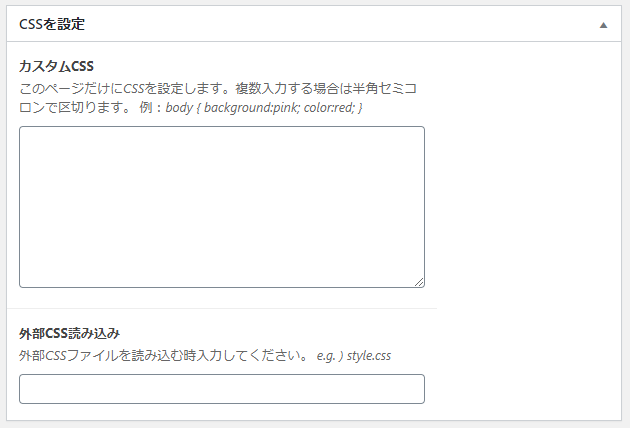 CSSを設定
カスタムCSS
このページだけにCSSを設定します。複数入力する場合は半角セミコ
ロンで区切ります。 例：body { background:pink; color:red; }
外部CSS読み込み
外部CSSファイルを読み込む時入力してください。 e.g. ) style.css